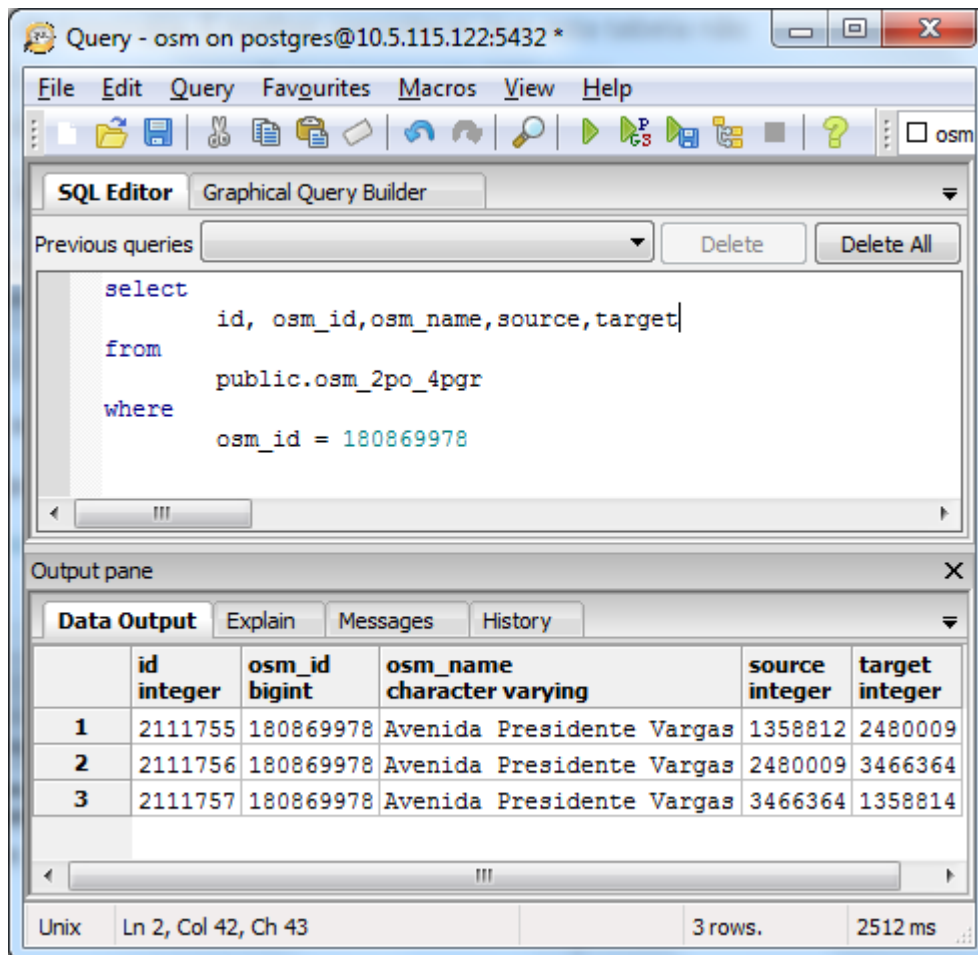 Query - osm on postgres@10.5.115.122:5432 *
File Edit Query Favourites Macros View Help
osm
SQL Editor Graphical Query Builder
Previous queries Delete Delete All
select
id, osm_id,osm_name,source,target
from
public.osm_2po_4pgr
where
osm_id = 180869978
Output pane
Data Output Explain Messages History
id osm_id osm_name source target
integer bigint character varying integer integer
1 2111755 180869978 Avenida Presidente Vargas 1358812 2480009
2 2111756 180869978 Avenida Presidente Vargas 2480009 3466364
3 2111757 180869978 Avenida Presidente Vargas 3466364 1358814
Unix Ln 2, Col 42, Ch 43 3 rows. 2512 ms